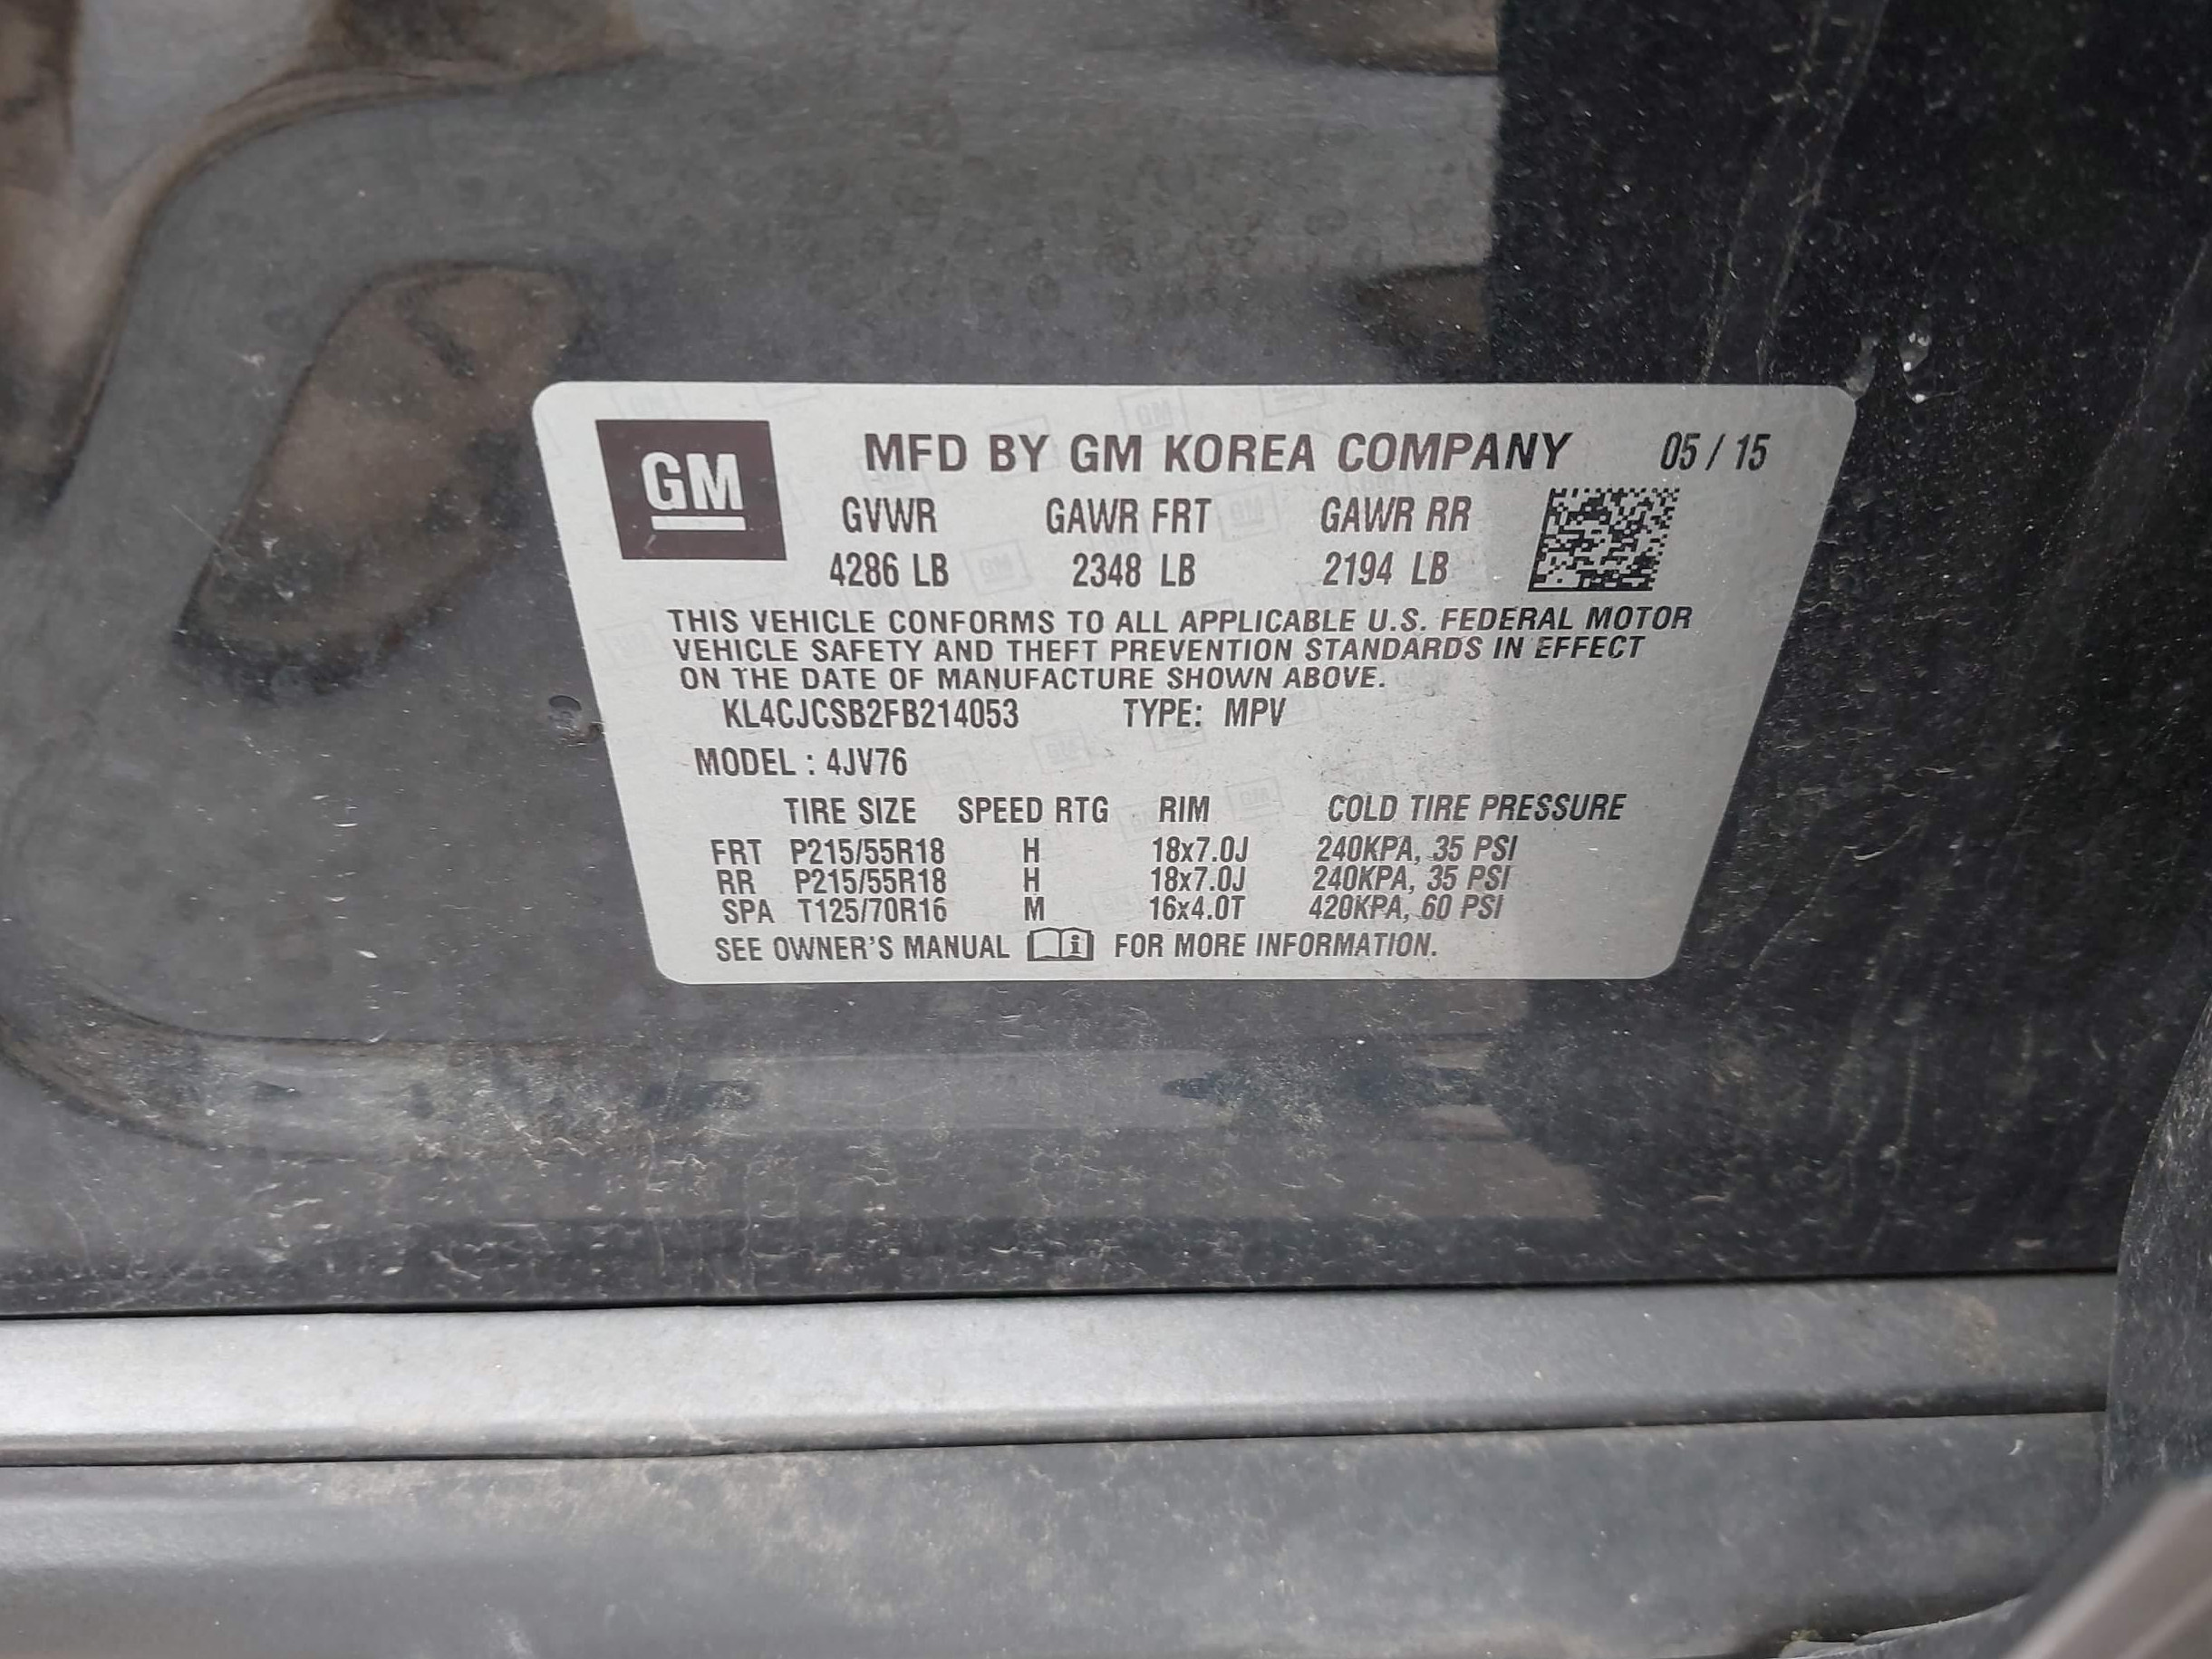 GM
MFD BY GM KOREA COMPANY 05 / 15
GVWR GAWR FRT GAWR RR
4286 LB 2348 LB 2194 LB
THIS VEHICLE CONFORMS TO ALL APPLICABLE U.S. FEDERAL MOTOR
VEHICLE SAFETY AND THEFT PREVENTION STANDARDS IN EFFECT
ON THE DATE OF MANUFACTURE SHOWN ABOVE.
KL4CJCSB2FB214053 TYPE: MPV
MODEL : 4JV76
TIRE SIZE SPEED RTG RIM COLD TIRE PRESSURE
FRT P215/55R18 H 18x7.0J 240KPA, 35 PSI
RR P215/55R18 H 18x7.0J 240KPA, 35 PSI
SPA T125/70R16 M 16x4.0T 420KPA, 60 PSI
SEE OWNER'S MANUAL FOR MORE INFORMATION.